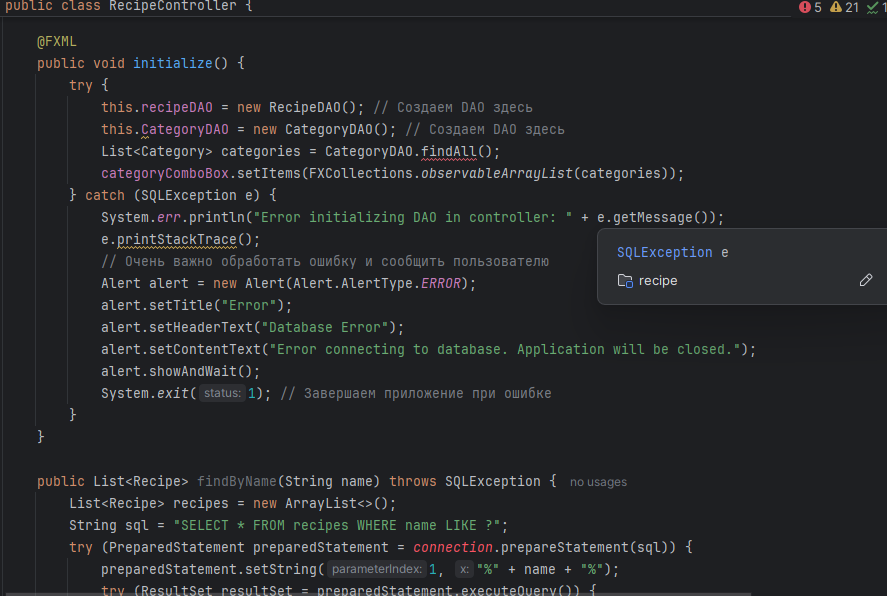 public class RecipeController {
5 21 1
@FXML
public void initialize() {
try {
this.recipeDAO = new RecipeDAO(); // Создаем DAO здесь
this.CategoryDAO = new CategoryDAO(); // Создаем DAO здесь
List<Category> categories = CategoryDAO.findAll();
categoryComboBox.setItems(FXCollections.observableArrayList(categories));
} catch (SQLException e) {
System.err.println("Error initializing DAO in controller: " + e.getMessage());
e.printStackTrace();
// Очень важно обработать ошибку и сообщить пользователю
Alert alert = new Alert(Alert.AlertType.ERROR);
alert.setTitle("Error");
alert.setHeaderText("Database Error");
alert.setContentText("Error connecting to database. Application will be closed.");
alert.showAndWait();
System.exit( status: 1); // Завершаем приложение при ошибке
}
}
SQLException e
recipe
public List<Recipe> findByName(String name) throws SQLException { no usages
List<Recipe> recipes = new ArrayList<>();
String sql = "SELECT * FROM recipes WHERE name LIKE ?";
try (PreparedStatement preparedStatement = connection.prepareStatement(sql)) {
preparedStatement.setString( parameterIndex: 1, x: "%" + name + "%");
try (ResultSet resultSet = preparedStatement.executeQuery()) {